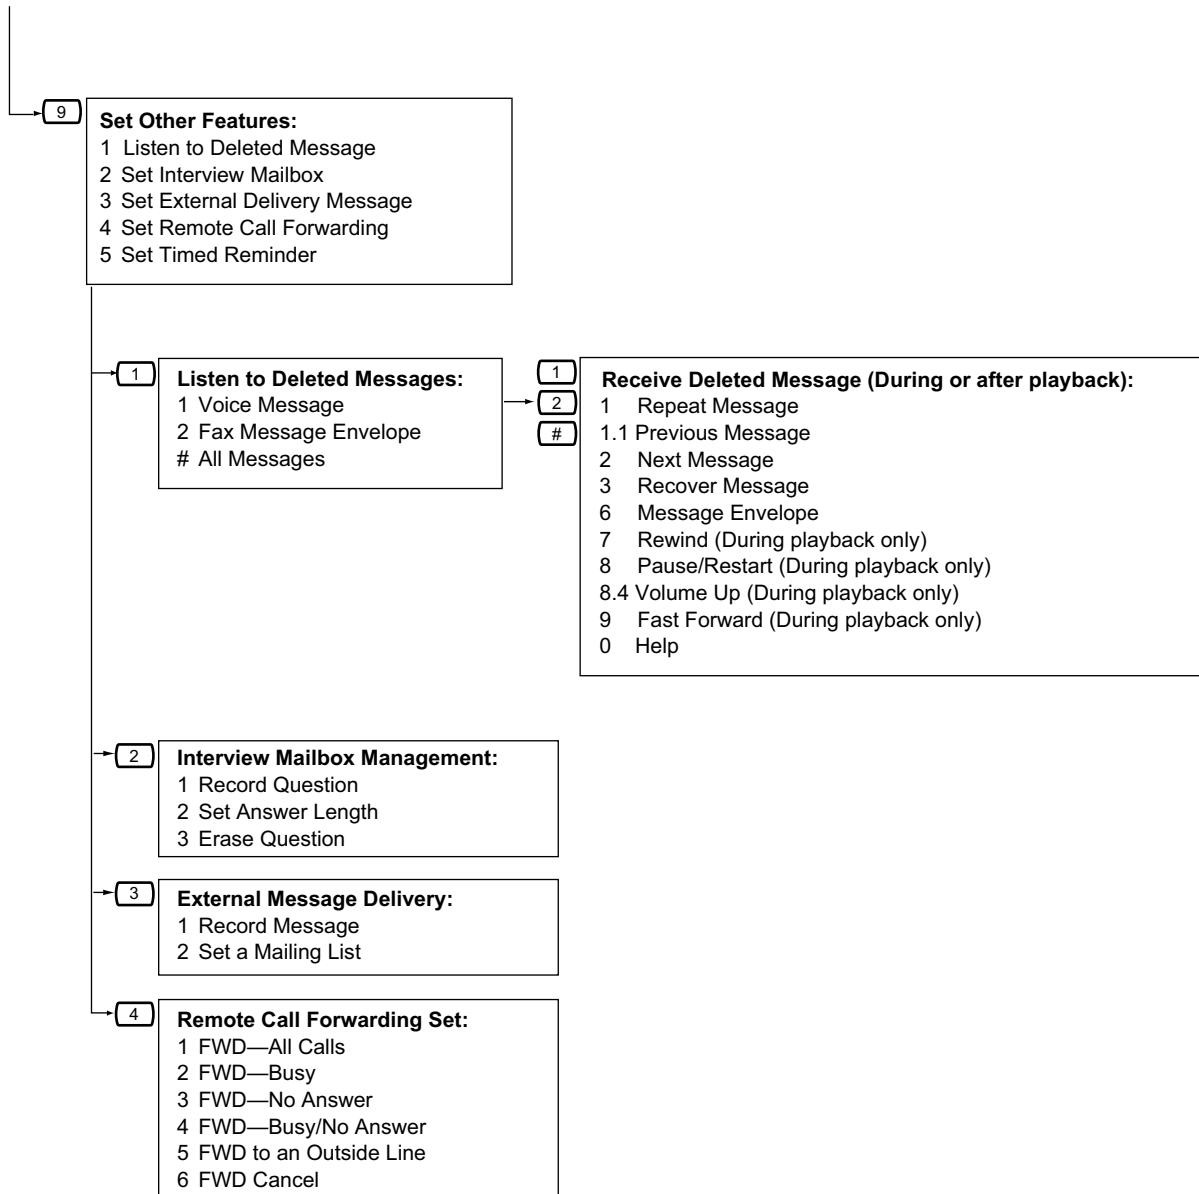 9
Set Other Features:
1 Listen to Deleted Message
2 Set Interview Mailbox
3 Set External Delivery Message
4 Set Remote Call Forwarding
5 Set Timed Reminder
1
Listen to Deleted Messages:
1 Voice Message
2 Fax Message Envelope
# All Messages
1
2
#
Receive Deleted Message (During or after playback):
1 Repeat Message
1.1 Previous Message
2 Next Message
3 Recover Message
6 Message Envelope
7 Rewind (During playback only)
8 Pause/Restart (During playback only)
8.4 Volume Up (During playback only)
9 Fast Forward (During playback only)
0 Help
2
Interview Mailbox Management:
1 Record Question
2 Set Answer Length
3 Erase Question
3
External Message Delivery:
1 Record Message
2 Set a Mailing List
4
Remote Call Forwarding Set:
1 FWD—All Calls
2 FWD—Busy
3 FWD—No Answer
4 FWD—Busy/No Answer
5 FWD to an Outside Line
6 FWD Cancel